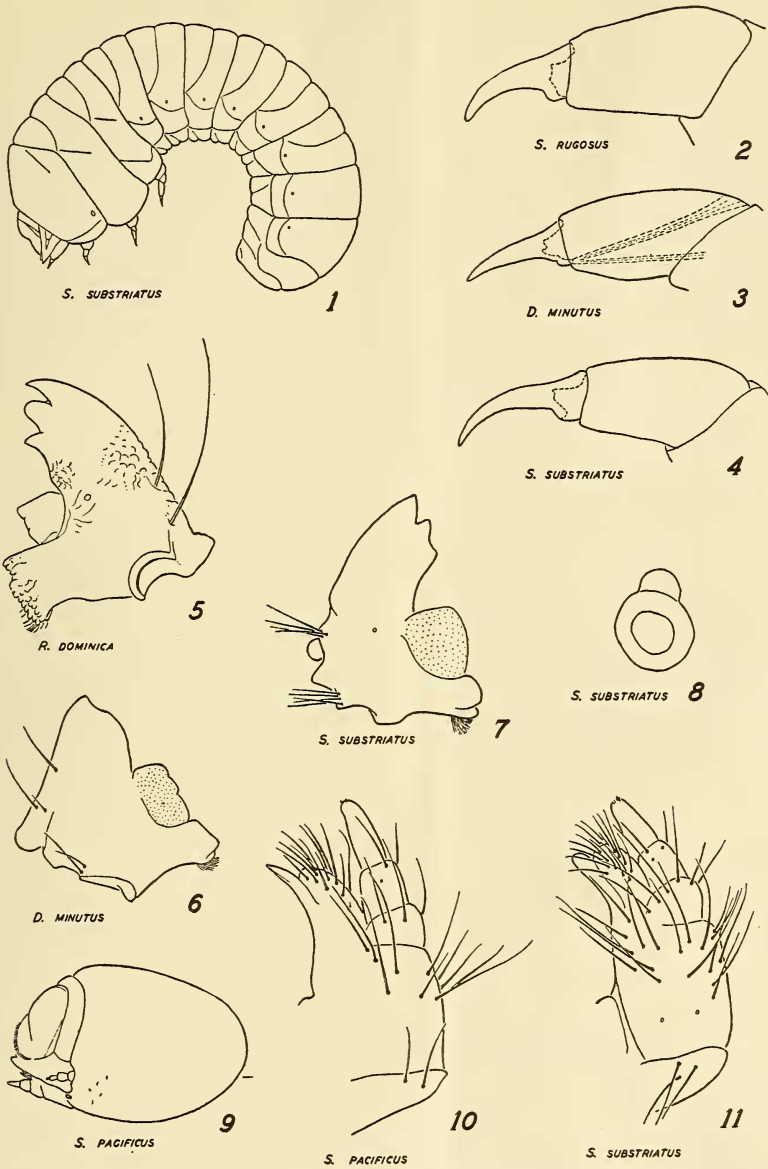 S. SUBSTRIATUS
1
S. RUGOSUS
2
D. MINUTUS
3
S. SUBSTRIATUS
4
R. DOMINICA
5
D. MINUTUS
6
S. SUBSTRIATUS
7
S. SUBSTRIATUS
8
S. PACIFICUS
9
S. PACIFICUS
10
S. SUBSTRIATUS
11